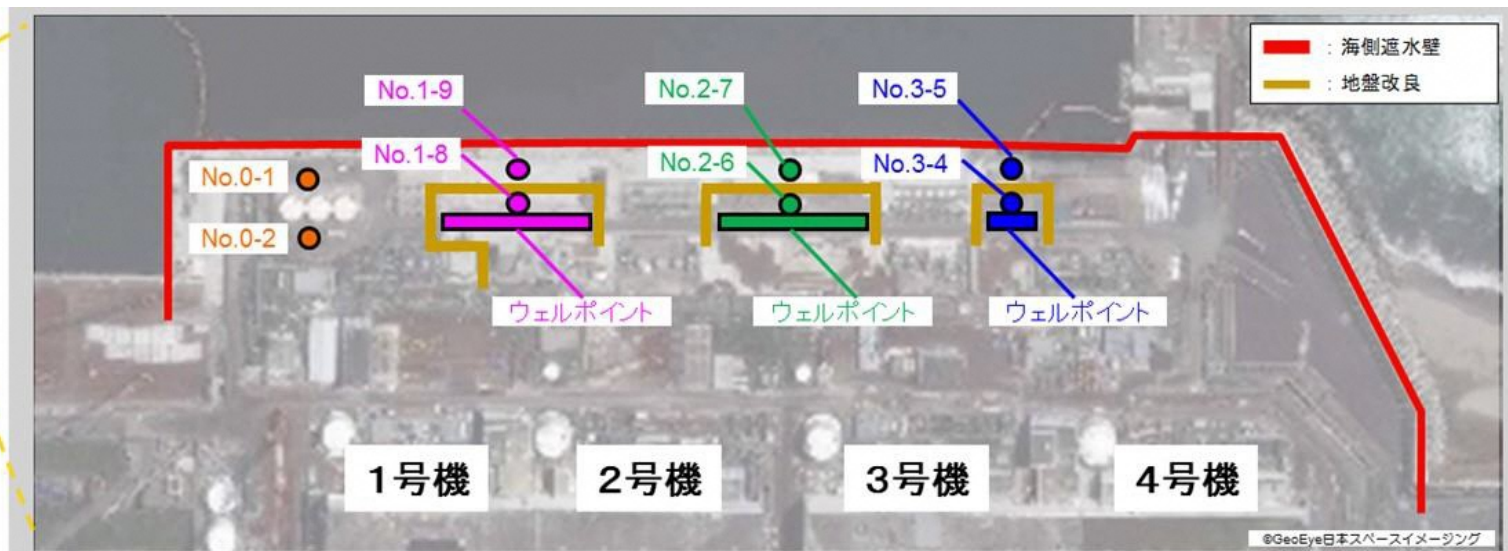 ：海側遮水壁
：地盤改良
No.1-9
No.2-7
No.3-5
No.1-8
No.2-6
No.3-4
No.0-1
No.0-2
ウェルポイント
ウェルポイント
ウェルポイント
1号機
2号機
3号機
4号機
©GeoEye日本スペースイメージング